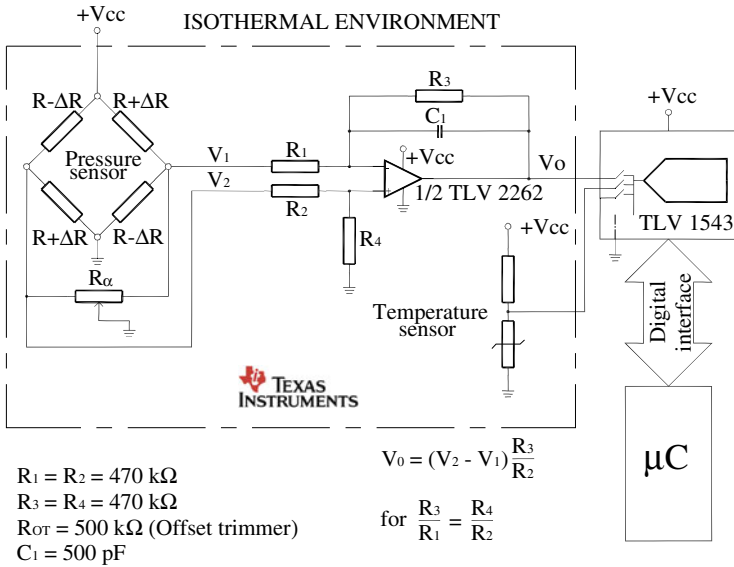 ISOTHERMAL ENVIRONMENT
+Vcc
R-ΔR
R+ΔR
Pressure
sensor
R+ΔR
R-ΔR
Rα
V1
V2
R1
R2
R3
C1
R4
-
+
+Vcc
1/2 TLV 2262
Vo
+Vcc
Temperature
sensor
+Vcc
TLV 1543
Digital
interface
μC
TEXAS
INSTRUMENTS
R1 = R2 = 470 kΩ
R3 = R4 = 470 kΩ
ROT = 500 kΩ (Offset trimmer)
C1 = 500 pF
V0 = (V2 - V1) R3/R2
for R3/R1 = R4/R2